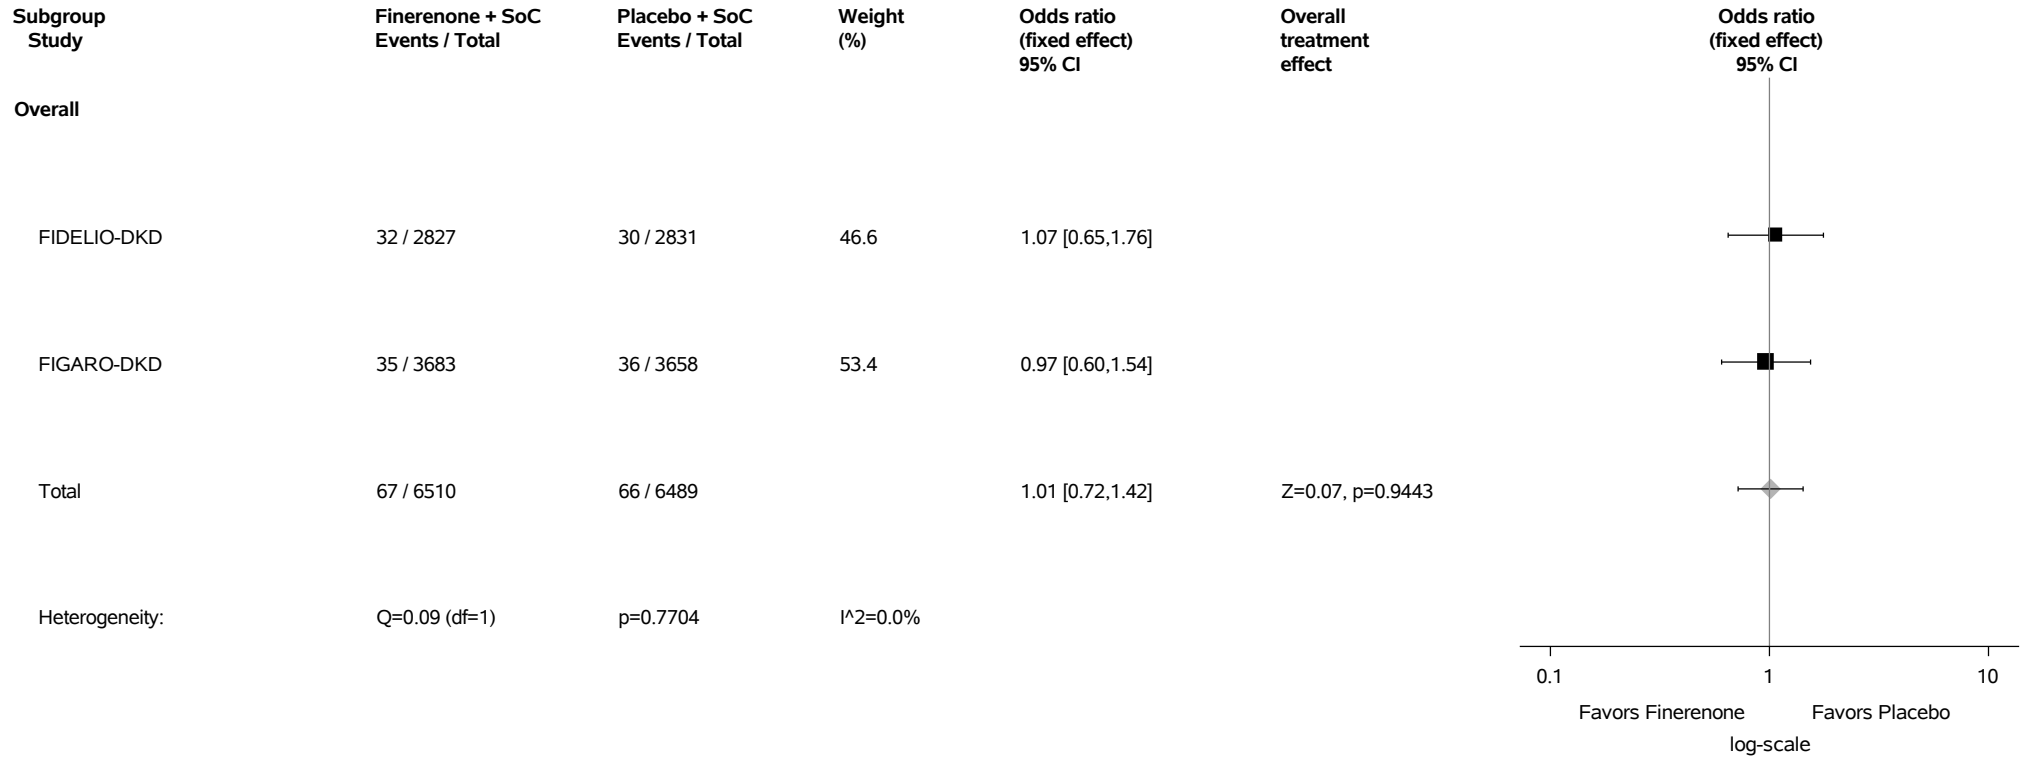 Subgroup Finerenone + SoC Placebo + SoC Weight Odds ratio Overall Odds ratio
Study Events / Total Events / Total (%) (fixed effect) treatment (fixed effect)
95% CI effect 95% CI
Overall
FIDELIO-DKD 32 / 2827 30 / 2831 46.6 1.07 [0.65,1.76]
FIGARO-DKD 35 / 3683 36 / 3658 53.4 0.97 [0.60,1.54]
Total 67 / 6510 66 / 6489 1.01 [0.72,1.42] Z=0.07, p=0.9443
Heterogeneity: Q=0.09 (df=1) p=0.7704 I^2=0.0%
0.1 1 10
Favors Finerenone Favors Placebo
log-scale